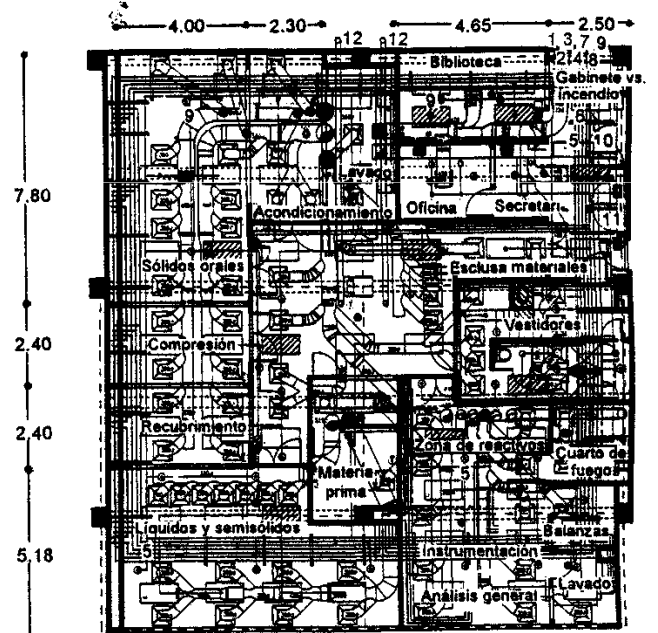 4.00 2.30 4.65 2.50
12 12 1, 3, 7, 9
Biblioteca 2 4 8
Gabinete vs.
Incendio
9 9 6
5 10
7.80
Lavado
Acondicionamiento Oficina
11
Sólidos orales Esclusa materiales
Vestidores
2.40 Compresión
2.40 Recubrimiento Zona de reactivos Cuarto de
fuegos
Materia
prima
5
Líquidos y semisólidos Balanzas
5,18 5 Instrumentación
Análisis general Lavado